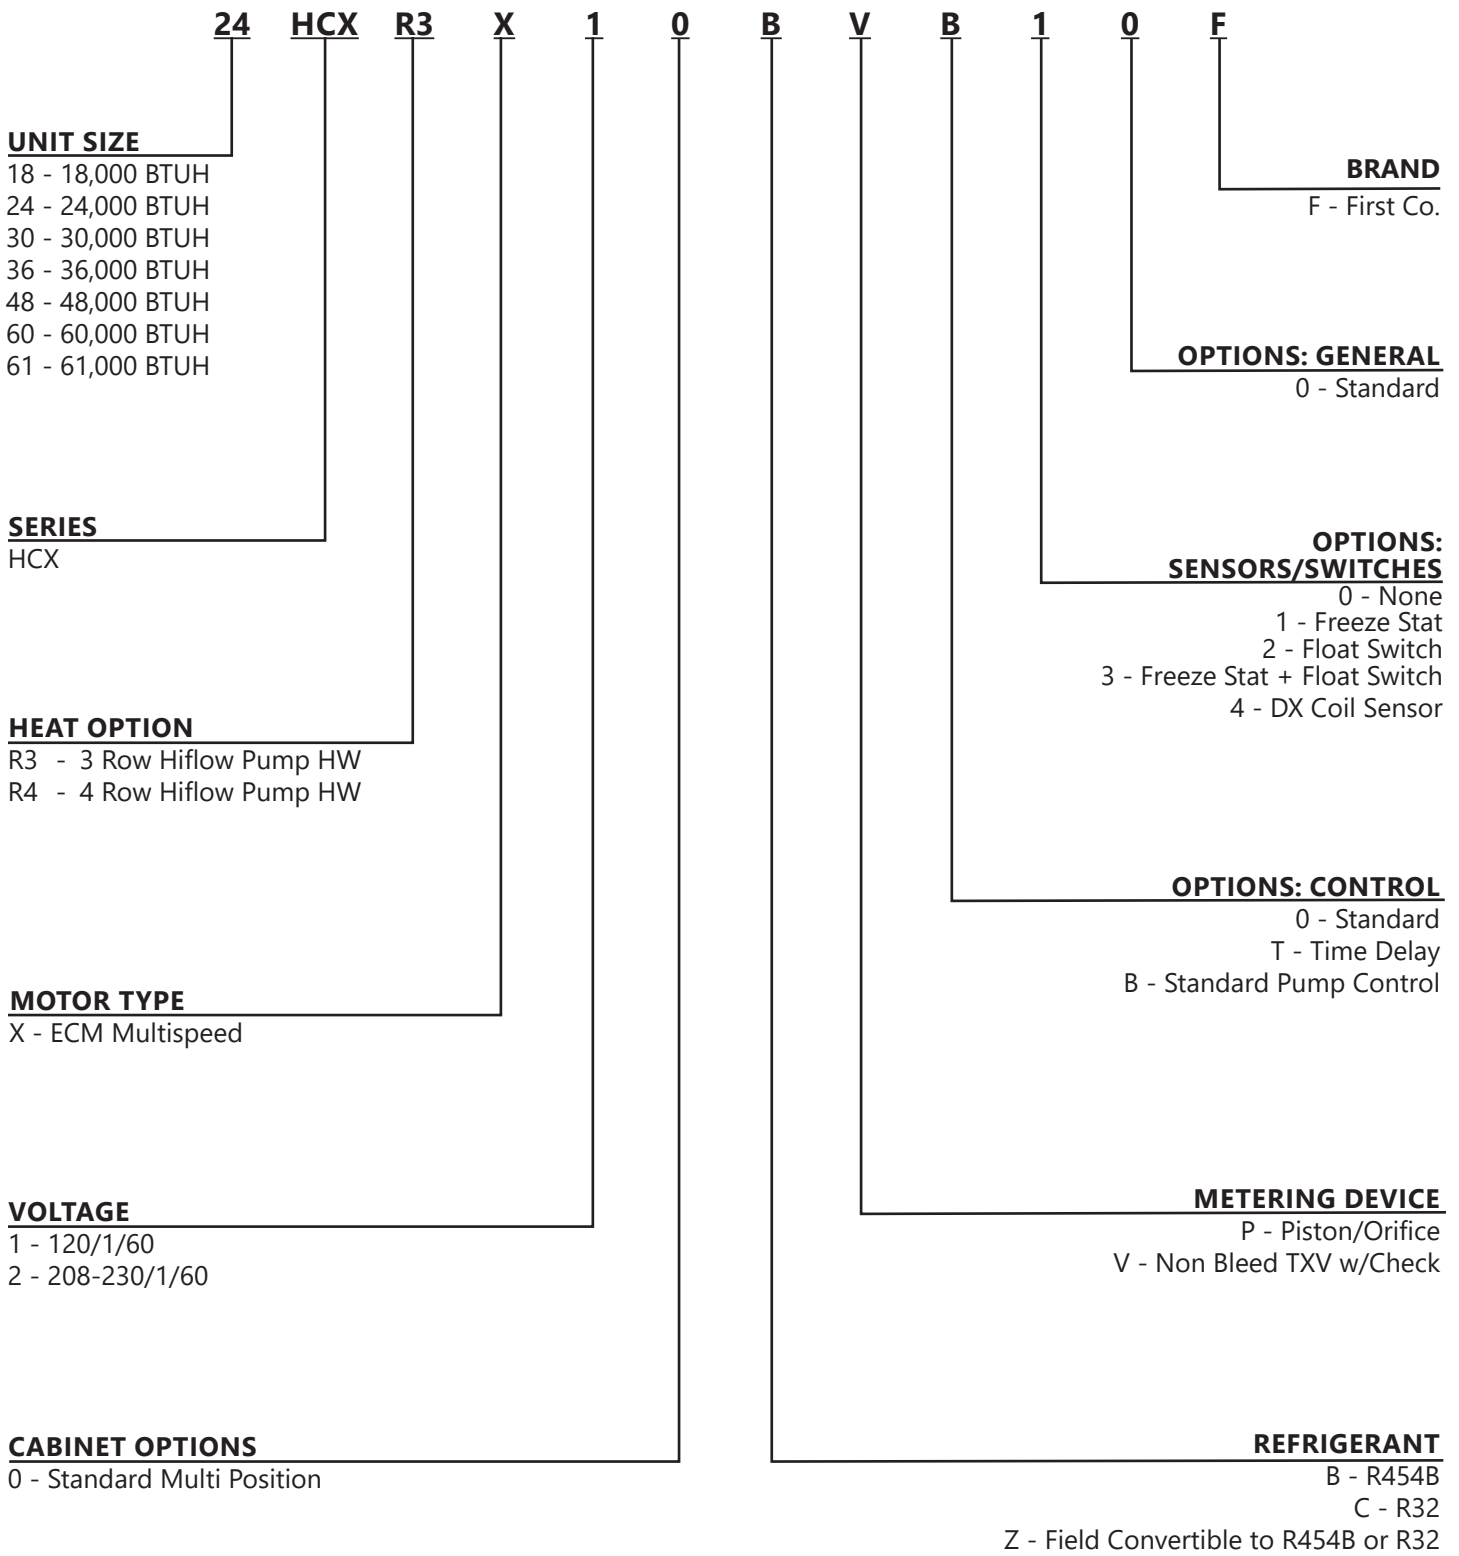 24 HCX R3 X 1 0 B V B 1 0 F
UNIT SIZE
18 - 18,000 BTUH
24 - 24,000 BTUH
30 - 30,000 BTUH
36 - 36,000 BTUH
48 - 48,000 BTUH
60 - 60,000 BTUH
61 - 61,000 BTUH
SERIES
HCX
HEAT OPTION
R3 - 3 Row Hiflow Pump HW
R4 - 4 Row Hiflow Pump HW
MOTOR TYPE
X - ECM Multispeed
VOLTAGE
1 - 120/1/60
2 - 208-230/1/60
CABINET OPTIONS
0 - Standard Multi Position
BRAND
F - First Co.
OPTIONS: GENERAL
0 - Standard
OPTIONS:
SENSORS/SWITCHES
0 - None
1 - Freeze Stat
2 - Float Switch
3 - Freeze Stat + Float Switch
4 - DX Coil Sensor
OPTIONS: CONTROL
0 - Standard
T - Time Delay
B - Standard Pump Control
METERING DEVICE
P - Piston/Orifice
V - Non Bleed TXV w/Check
REFRIGERANT
B - R454B
C - R32
Z - Field Convertible to R454B or R32